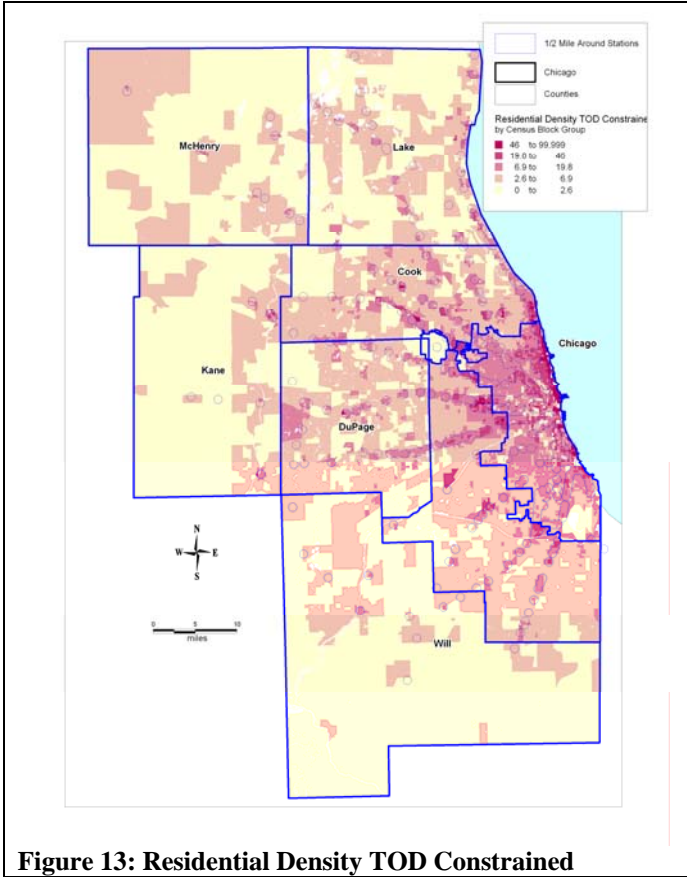 1/2 Mile Around Stations
Chicago
Counties
Residential Density TOD Constraine
by Census Block Group
46 to 99.999
19.8 to 46
6.9 to 19.8
2.6 to 6.9
0 to 2.6
McHenry
Lake
Cook
Chicago
Kane
DuPage
N
W E
S
0 5 10
miles
Will
Figure 13: Residential Density TOD Constrained